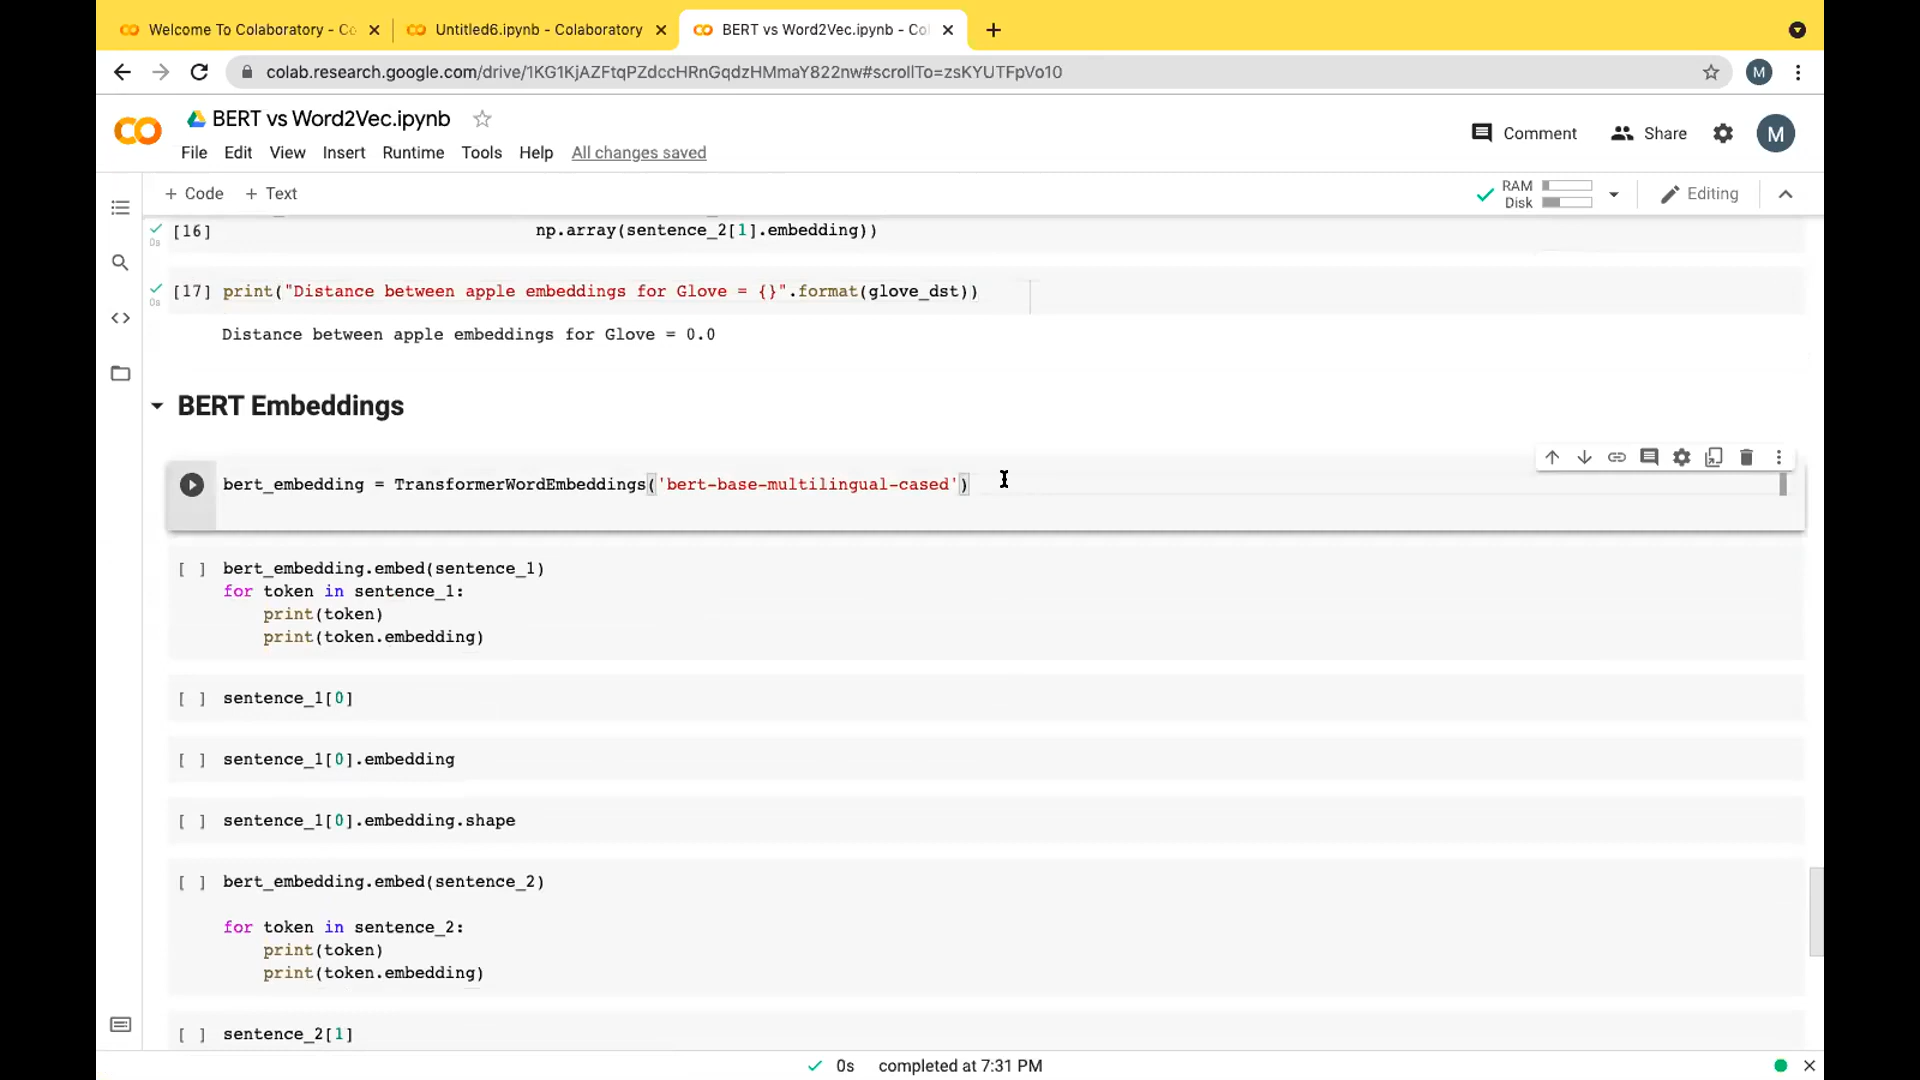 Welcome To Colaboratory - Co
Untitled6.ipynb - Colaboratory
BERT vs Word2Vec.ipynb - Co
colab.research.google.com/drive/1KG1KjAZFtqPZdccHRnGqdzHMmaY822nw#scrollTo=zsKYUTFpVo10
M
BERT vs Word2Vec.ipynb
Comment
Share
M
File Edit View Insert Runtime Tools Help All changes saved
+ Code + Text
RAM
Disk
Editing
0s
[16] np.array(sentence_2[1].embedding))
0s
[17] print("Distance between apple embeddings for Glove = {}".format(glove_dst))
Distance between apple embeddings for Glove = 0.0
BERT Embeddings
bert_embedding = TransformerWordEmbeddings('bert-base-multilingual-cased')
[ ] bert_embedding.embed(sentence_1)
for token in sentence_1:
print(token)
print(token.embedding)
[ ] sentence_1[0]
[ ] sentence_1[0].embedding
[ ] sentence_1[0].embedding.shape
[ ] bert_embedding.embed(sentence_2)
for token in sentence_2:
print(token)
print(token.embedding)
[ ] sentence_2[1]
0s completed at 7:31 PM